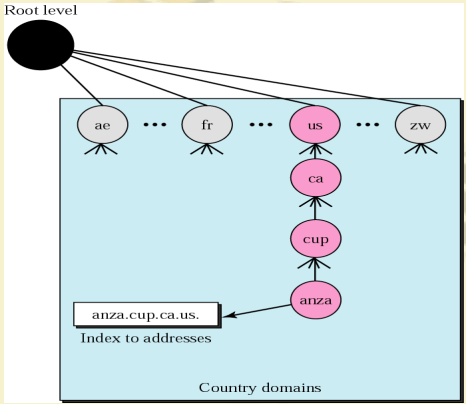 Root level
ae ••• fr ••• us ••• zw
ca
cup
anza
anza.cup.ca.us.
Index to addresses
Country domains